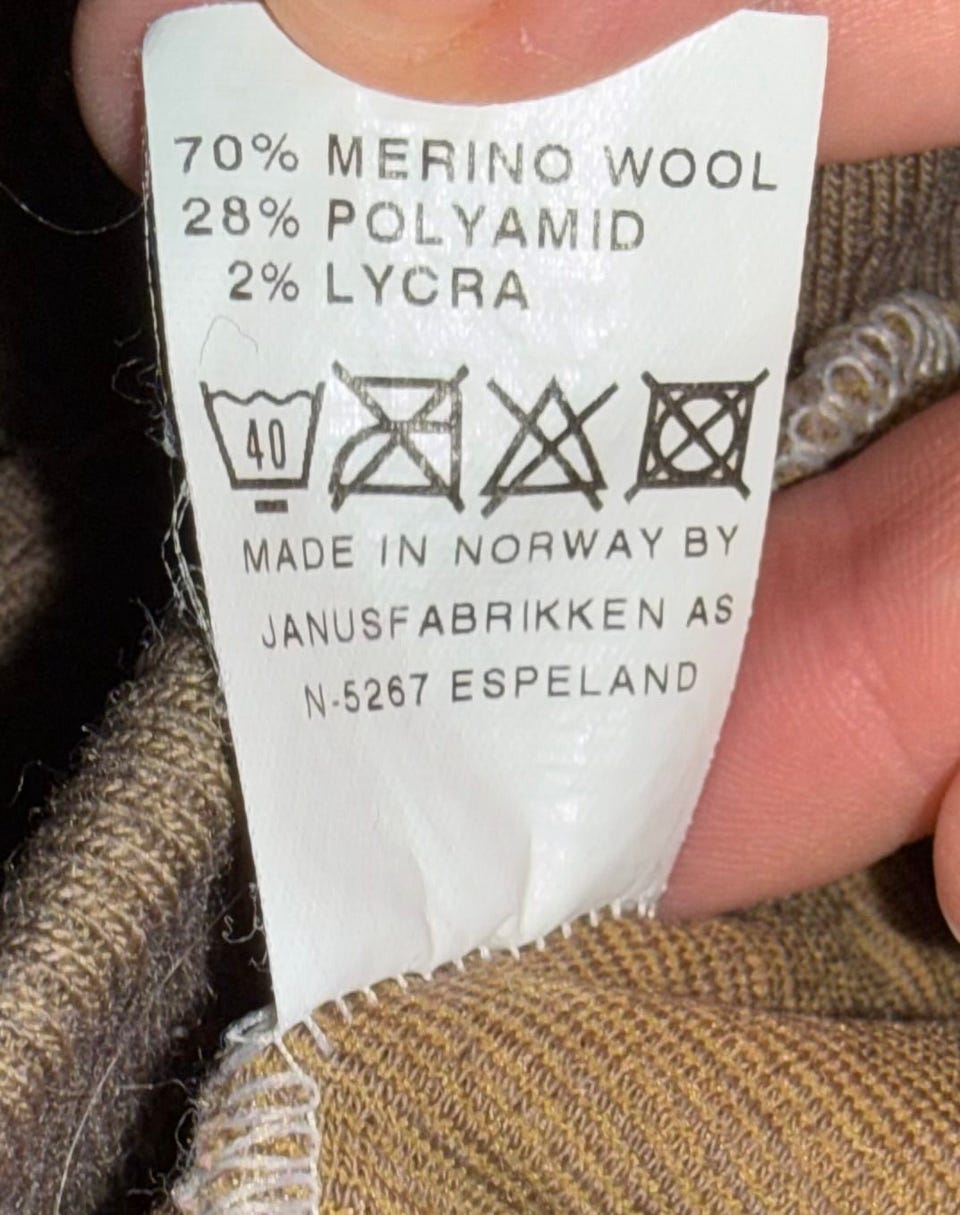 70% MERINO WOOL
28% POLYAMID
2% LYCRA
40
MADE IN NORWAY BY
JANUSFABRIKKEN AS
N-5267 ESPELAND